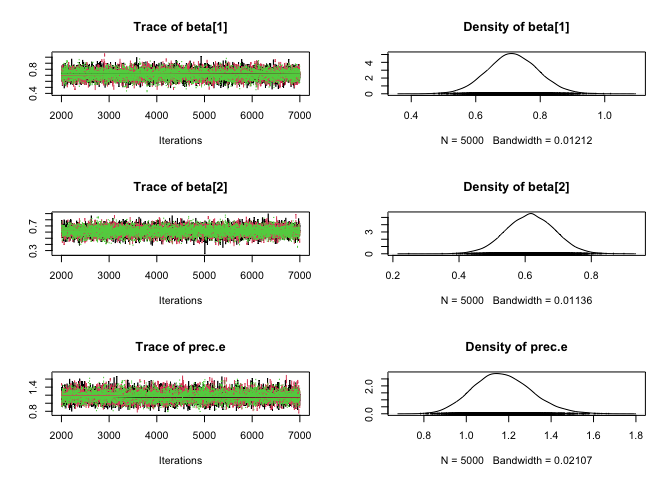 Trace of beta[1]
0.4 0.8
2000 3000 4000 5000 6000 7000
Iterations
Density of beta[1]
0 2 4
0.4 0.6 0.8 1.0
N = 5000 Bandwidth = 0.01212
Trace of beta[2]
0.3 0.7
2000 3000 4000 5000 6000 7000
Iterations
Density of beta[2]
0 3
0.2 0.4 0.6 0.8
N = 5000 Bandwidth = 0.01136
Trace of prec.e
0.8 1.4
2000 3000 4000 5000 6000 7000
Iterations
Density of prec.e
0.0 2.0
0.8 1.0 1.2 1.4 1.6 1.8
N = 5000 Bandwidth = 0.02107